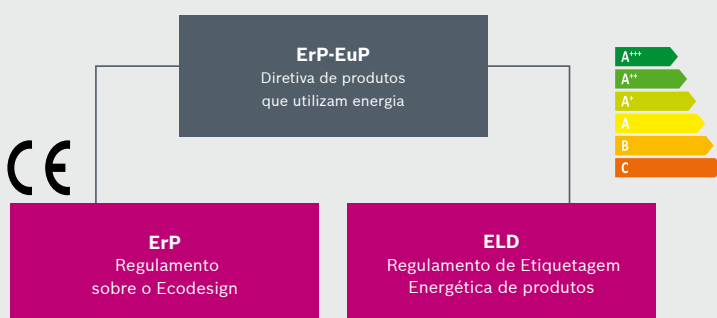 ErP-EuP
Diretiva de produtos
que utilizam energia
A+++
A++
A+
A
B
C
CE
ErP
Regulamento
sobre o Ecodesign
ELD
Regulamento de Etiquetagem
Energética de produtos